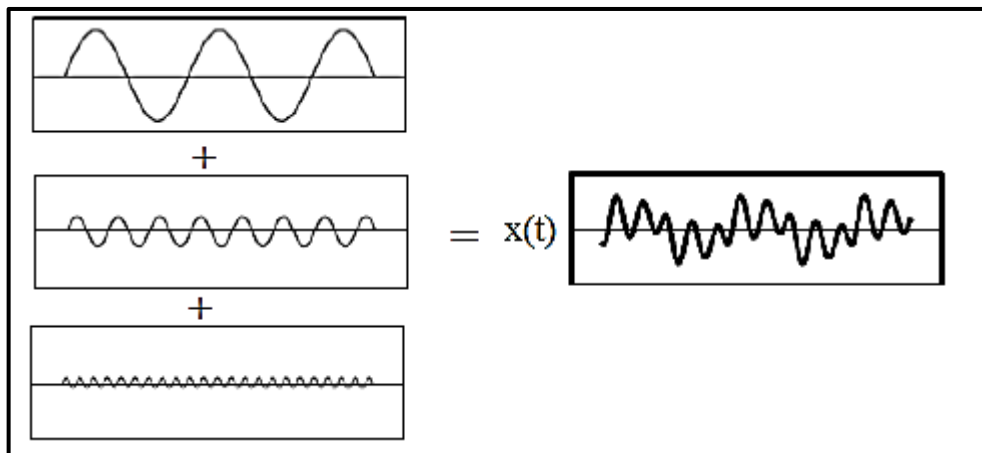 +
= x(t)
+